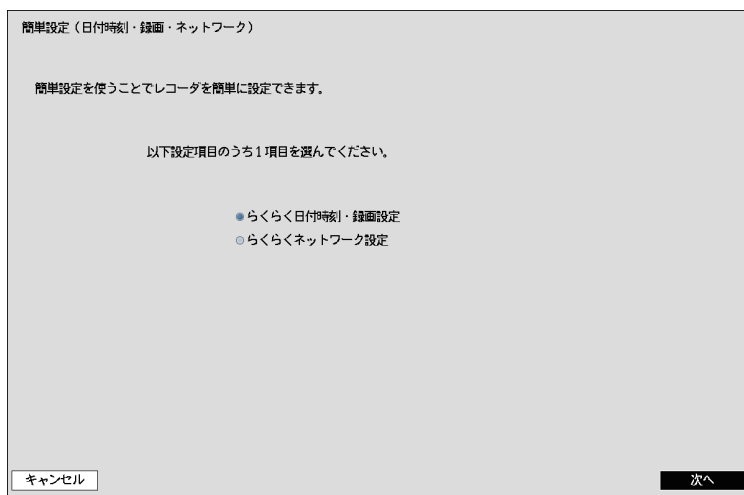 簡単設定（日付時刻・録画・ネットワーク）
簡単設定を使うことでレコーダを簡単に設定できます。
以下設定項目のうち1項目を選んでください。
らくらく日付時刻・録画設定
らくらくネットワーク設定
キャンセル
次へ